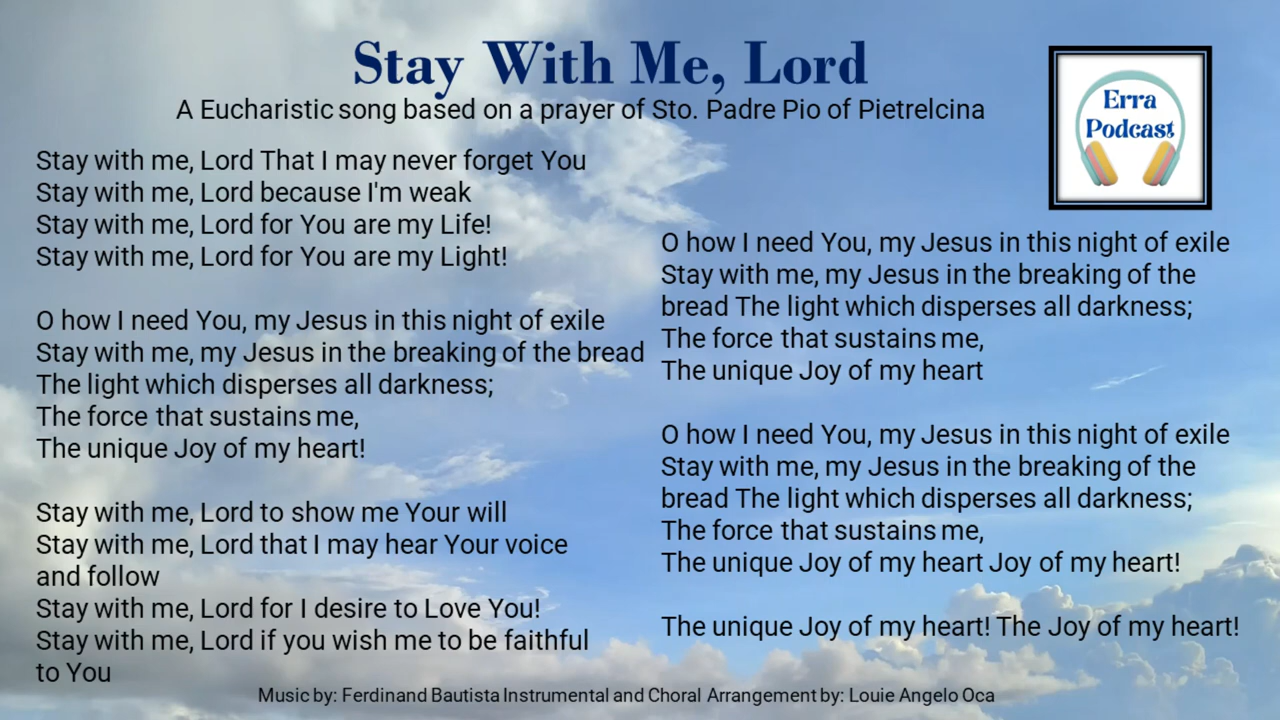 Stay With Me, Lord
A Eucharistic song based on a prayer of Sto. Padre Pio of Pietrelcina
Erra
Podcast
Stay with me, Lord That I may never forget You
Stay with me, Lord because I'm weak
Stay with me, Lord for You are my Life!
Stay with me, Lord for You are my Light!
O how I need You, my Jesus in this night of exile
Stay with me, my Jesus in the breaking of the bread
The light which disperses all darkness;
The force that sustains me,
The unique Joy of my heart!
Stay with me, Lord to show me Your will
Stay with me, Lord that I may hear Your voice
and follow
Stay with me, Lord for I desire to Love You!
Stay with me, Lord if you wish me to be faithful
to You
O how I need You, my Jesus in this night of exile
Stay with me, my Jesus in the breaking of the
bread The light which disperses all darkness;
The force that sustains me,
The unique Joy of my heart
O how I need You, my Jesus in this night of exile
Stay with me, my Jesus in the breaking of the
bread The light which disperses all darkness;
The force that sustains me,
The unique Joy of my heart Joy of my heart!
The unique Joy of my heart! The Joy of my heart!
Music by: Ferdinand Bautista Instrumental and Choral Arrangement by: Louie Angelo Oca